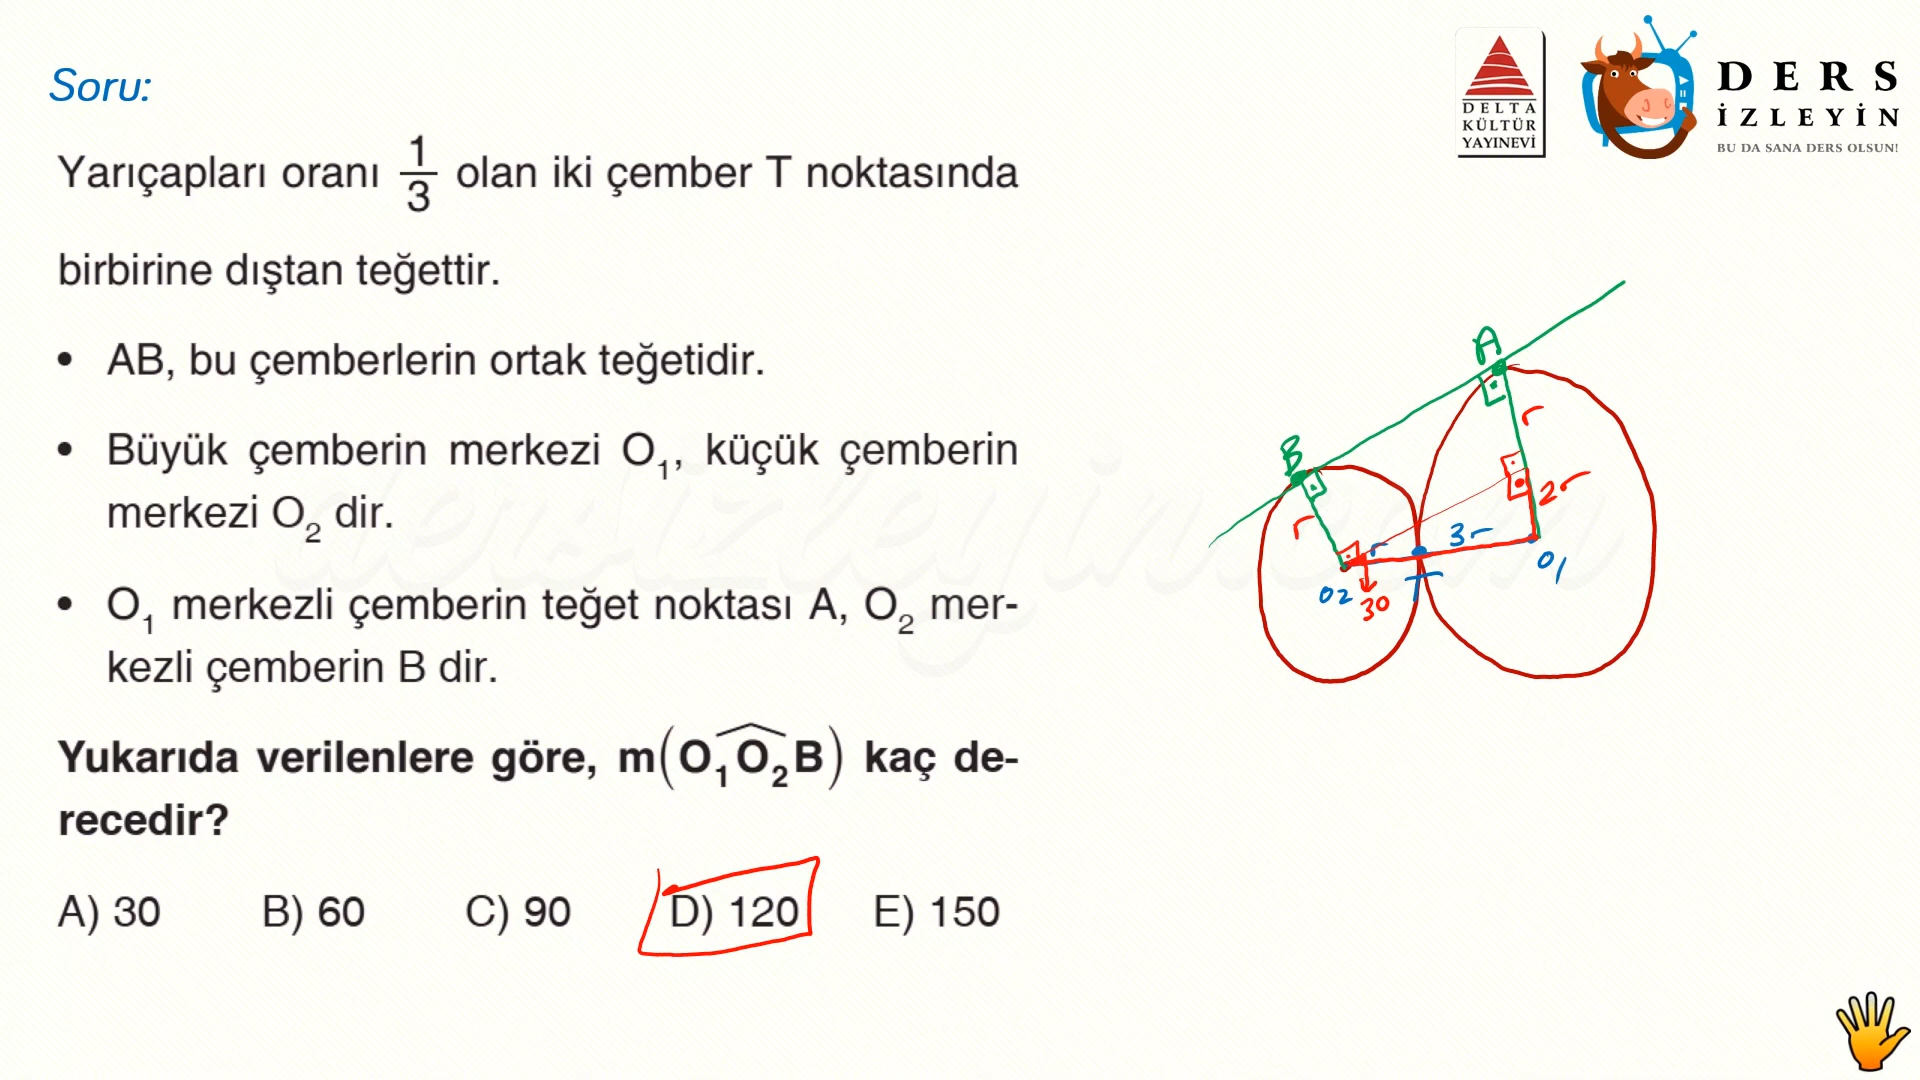 Soru:
DELTA
KÜLTÜR
YAYINEVİ
DERS
İZLEYİN
BU DA SANA DERS OLSUN!
Yarıçapları oranı 1/3 olan iki çember T noktasında
birbirine dıştan teğettir.
• AB, bu çemberlerin ortak teğetidir.
• Büyük çemberin merkezi O₁, küçük çemberin
merkezi O₂ dir.
• O₁ merkezli çemberin teğet noktası A, O₂ mer-
kezli çemberin B dir.
Yukarıda verilenlere göre, m(O₁O₂B) kaç de-
recedir?
A) 30 B) 60 C) 90 D) 120 E) 150
A
B
r
r
2r
r
3r
O₂
30
T
O₁
dersizleyin.com